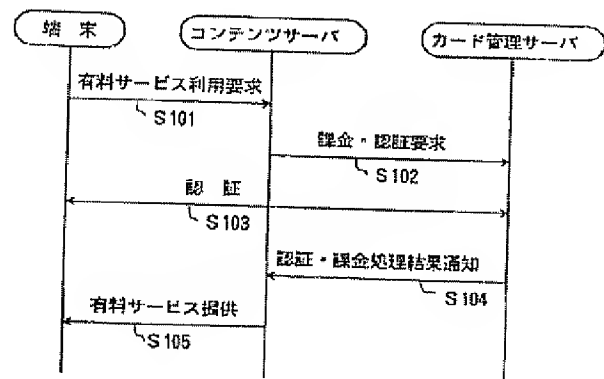 端 末
コンテンツサーバ
カード管理サーバ
有料サービス利用要求
S101
課金・認証要求
S102
認 証
S103
認証・課金処理結果通知
S104
有料サービス提供
S105